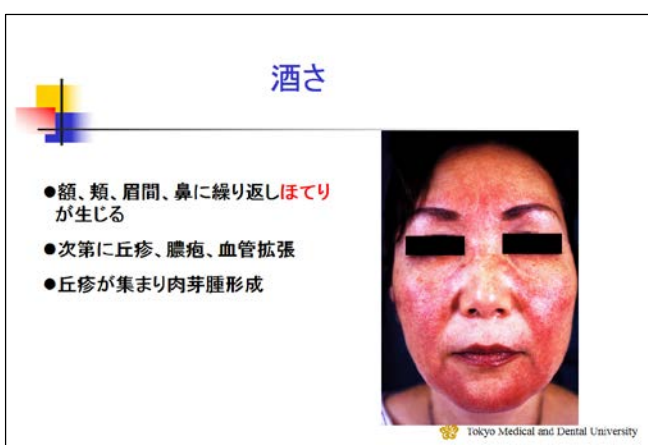 酒さ
●額、頬、眉間、鼻に繰り返しほてり
が生じる
●次第に丘疹、膿疱、血管拡張
●丘疹が集まり肉芽腫形成
Tokyo Medical and Dental University